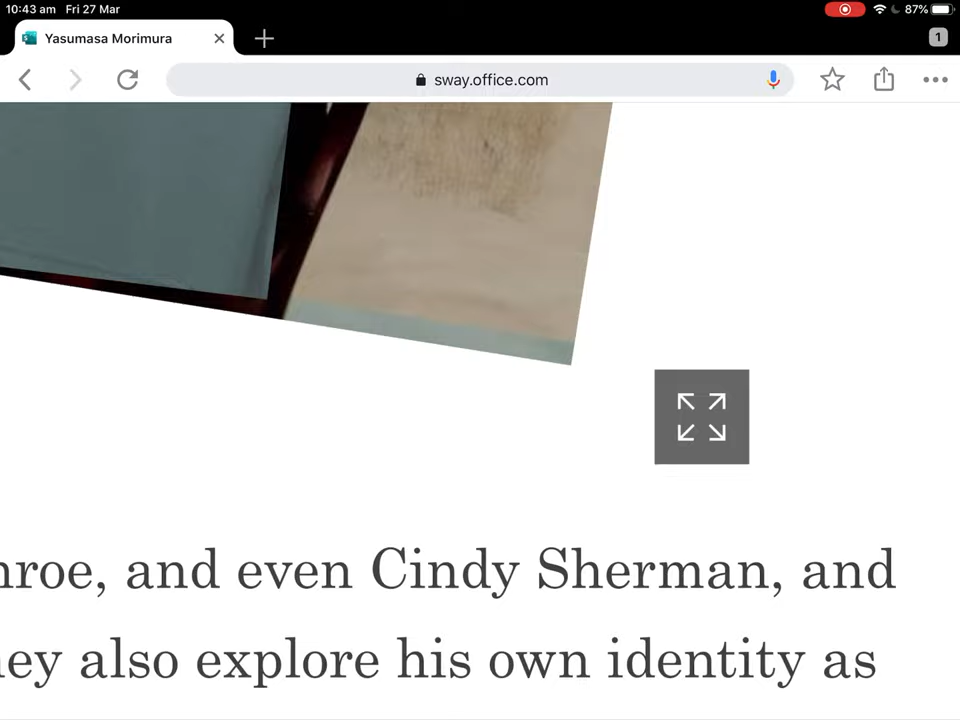 10:43 am Fri 27 Mar 87%
Yasumasa Morimura 1
sway.office.com
nroe, and even Cindy Sherman, and
ey also explore his own identity as